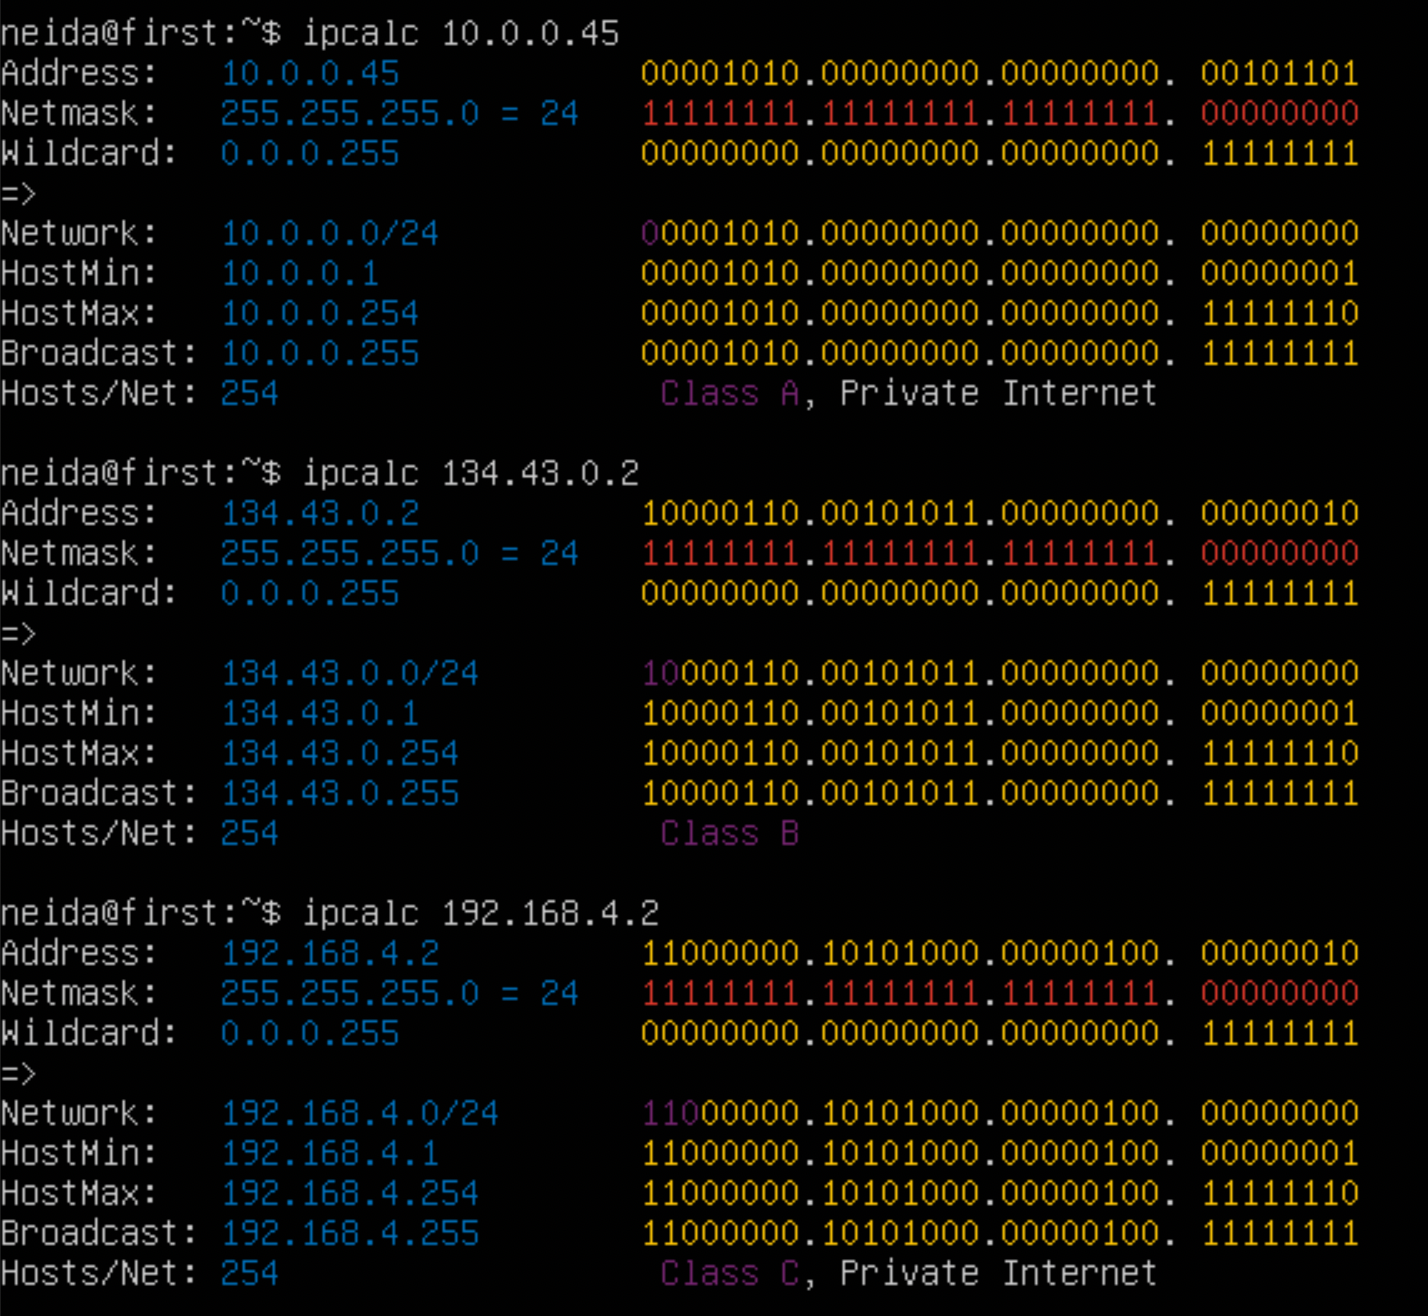 neida@first:~$ ipcalc 10.0.0.45
Address:   10.0.0.45            00001010.00000000.00000000. 00101101
Netmask:   255.255.255.0 = 24   11111111.11111111.11111111. 00000000
Wildcard:  0.0.0.255            00000000.00000000.00000000. 11111111
=>
Network:   10.0.0.0/24          00001010.00000000.00000000. 00000000
HostMin:   10.0.0.1             00001010.00000000.00000000. 00000001
HostMax:   10.0.0.254           00001010.00000000.00000000. 11111110
Broadcast: 10.0.0.255           00001010.00000000.00000000. 11111111
Hosts/Net: 254                   Class A, Private Internet

neida@first:~$ ipcalc 134.43.0.2
Address:   134.43.0.2           10000110.00101011.00000000. 00000010
Netmask:   255.255.255.0 = 24   11111111.11111111.11111111. 00000000
Wildcard:  0.0.0.255            00000000.00000000.00000000. 11111111
=>
Network:   134.43.0.0/24        10000110.00101011.00000000. 00000000
HostMin:   134.43.0.1           10000110.00101011.00000000. 00000001
HostMax:   134.43.0.254         10000110.00101011.00000000. 11111110
Broadcast: 134.43.0.255         10000110.00101011.00000000. 11111111
Hosts/Net: 254                   Class B

neida@first:~$ ipcalc 192.168.4.2
Address:   192.168.4.2          11000000.10101000.00000100. 00000010
Netmask:   255.255.255.0 = 24   11111111.11111111.11111111. 00000000
Wildcard:  0.0.0.255            00000000.00000000.00000000. 11111111
=>
Network:   192.168.4.0/24       11000000.10101000.00000100. 00000000
HostMin:   192.168.4.1          11000000.10101000.00000100. 00000001
HostMax:   192.168.4.254        11000000.10101000.00000100. 11111110
Broadcast: 192.168.4.255        11000000.10101000.00000100. 11111111
Hosts/Net: 254                   Class C, Private Internet